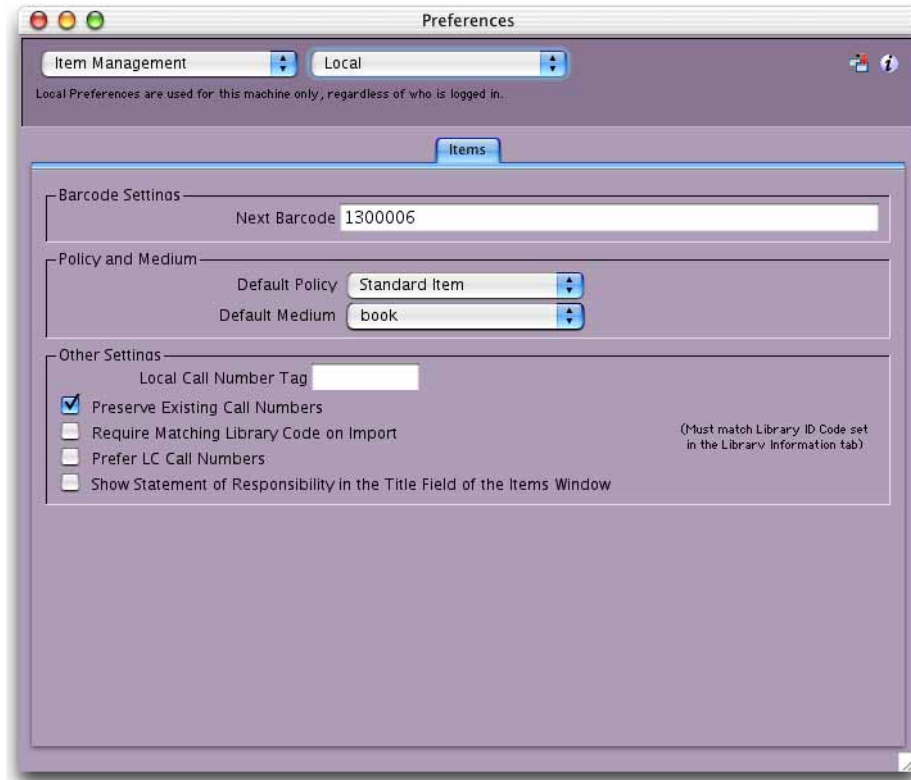 Preferences
Item Management Local
Local Preferences are used for this machine only, regardless of who is logged in.
Items
Barcode Settings
Next Barcode 1300006
Policy and Medium
Default Policy Standard Item
Default Medium book
Other Settings
Local Call Number Tag
Preserve Existing Call Numbers
Require Matching Library Code on Import (Must match Library ID Code set
in the Library Information tab)
Prefer LC Call Numbers
Show Statement of Responsibility in the Title Field of the Items Window